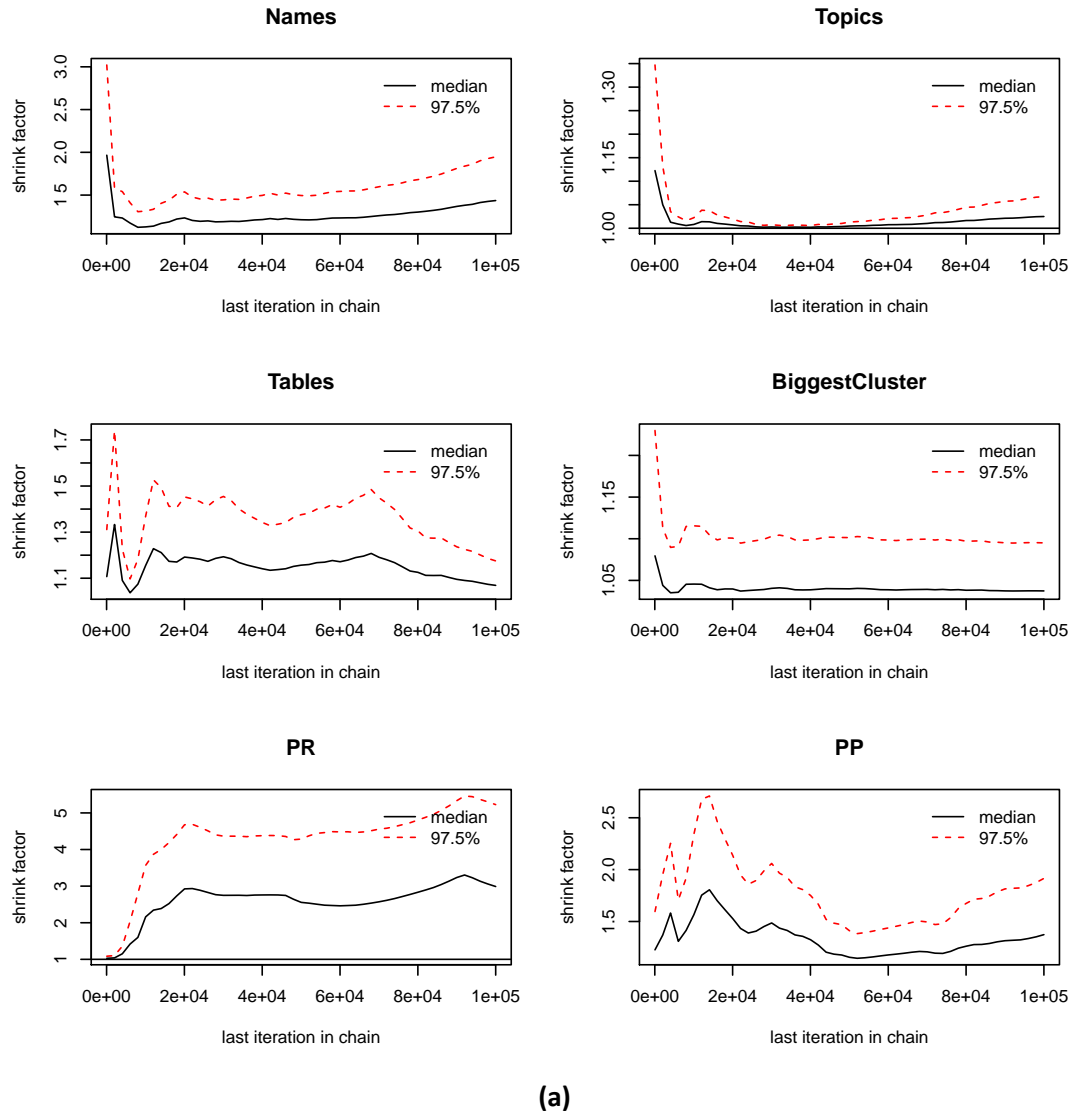 Names
shrink factor
1.5 2.0 2.5 3.0
median
97.5%
0e+00 2e+04 4e+04 6e+04 8e+04 1e+05
last iteration in chain
Topics
shrink factor
1.00 1.15 1.30
median
97.5%
0e+00 2e+04 4e+04 6e+04 8e+04 1e+05
last iteration in chain
Tables
shrink factor
1.1 1.3 1.5 1.7
median
97.5%
0e+00 2e+04 4e+04 6e+04 8e+04 1e+05
last iteration in chain
BiggestCluster
shrink factor
1.05 1.15
median
97.5%
0e+00 2e+04 4e+04 6e+04 8e+04 1e+05
last iteration in chain
PR
shrink factor
1 2 3 4 5
median
97.5%
0e+00 2e+04 4e+04 6e+04 8e+04 1e+05
last iteration in chain
PP
shrink factor
1.5 2.0 2.5
median
97.5%
0e+00 2e+04 4e+04 6e+04 8e+04 1e+05
last iteration in chain
(a)